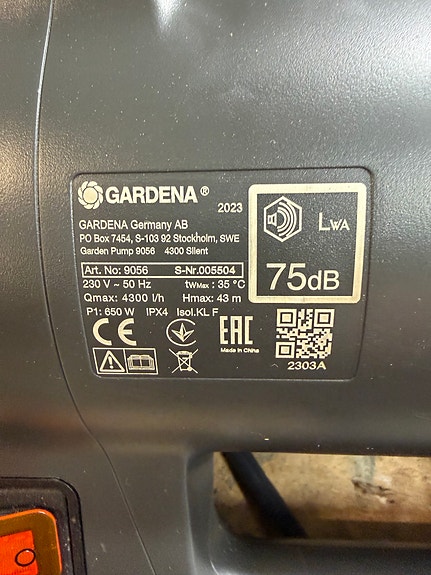 GARDENA®
2023
GARDENA Germany AB
PO Box 7454, S-103 92 Stockholm, SWE
Garden Pump 9056 4300 Silent
LWA
75dB
Art. No: 9056 S-Nr.005504
230 V ~ 50 Hz twMax : 35 °C
Qmax: 4300 l/h Hmax: 43 m
P1: 650 W IPX4 Isol.KL F
CE
EAC
Made in China
2303A
O